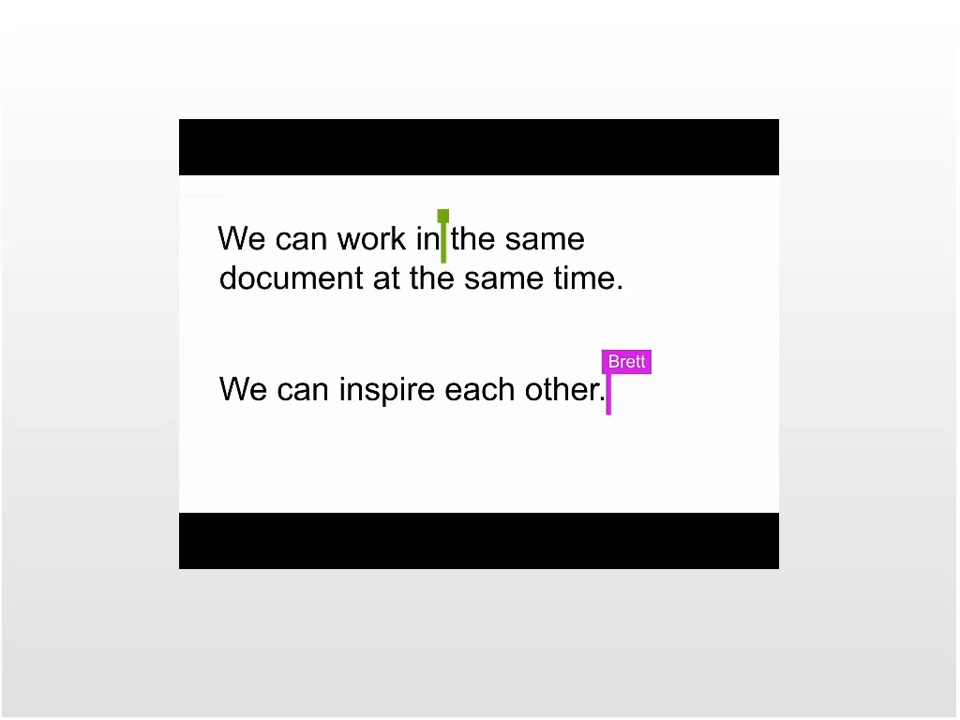 We can work in the same
document at the same time.
Brett
We can inspire each other.